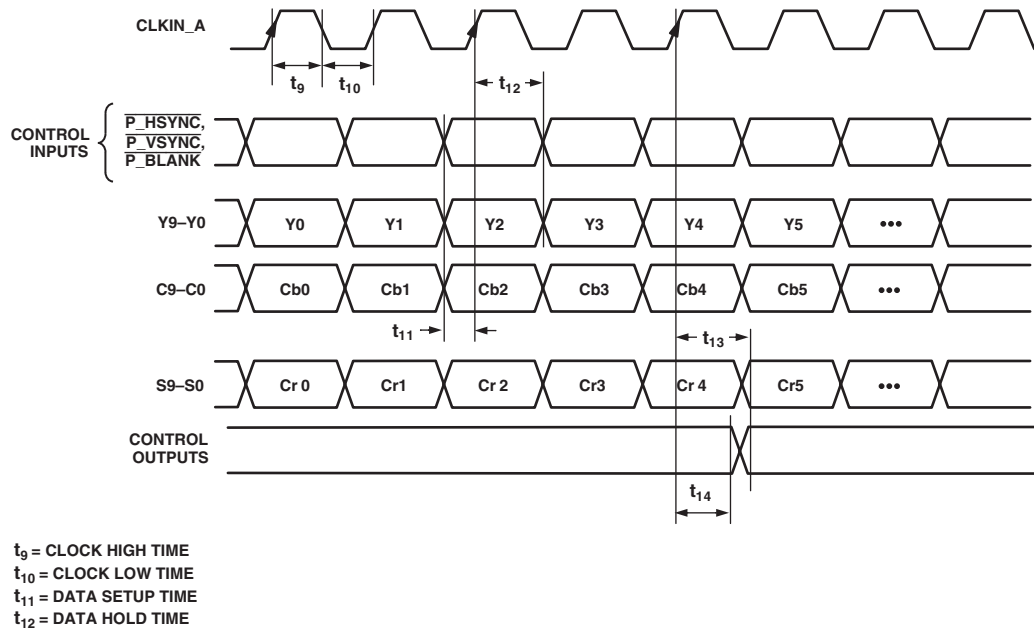 CLKIN_A
t9
t10
t12
CONTROL INPUTS
P_HSYNC,
P_VSYNC,
P_BLANK
Y9–Y0
Y0
Y1
Y2
Y3
Y4
Y5
•••
C9–C0
Cb0
Cb1
Cb2
Cb3
Cb4
Cb5
•••
t11
t13
S9–S0
Cr 0
Cr1
Cr 2
Cr3
Cr 4
Cr5
•••
CONTROL
OUTPUTS
t14
t9 = CLOCK HIGH TIME
t10 = CLOCK LOW TIME
t11 = DATA SETUP TIME
t12 = DATA HOLD TIME